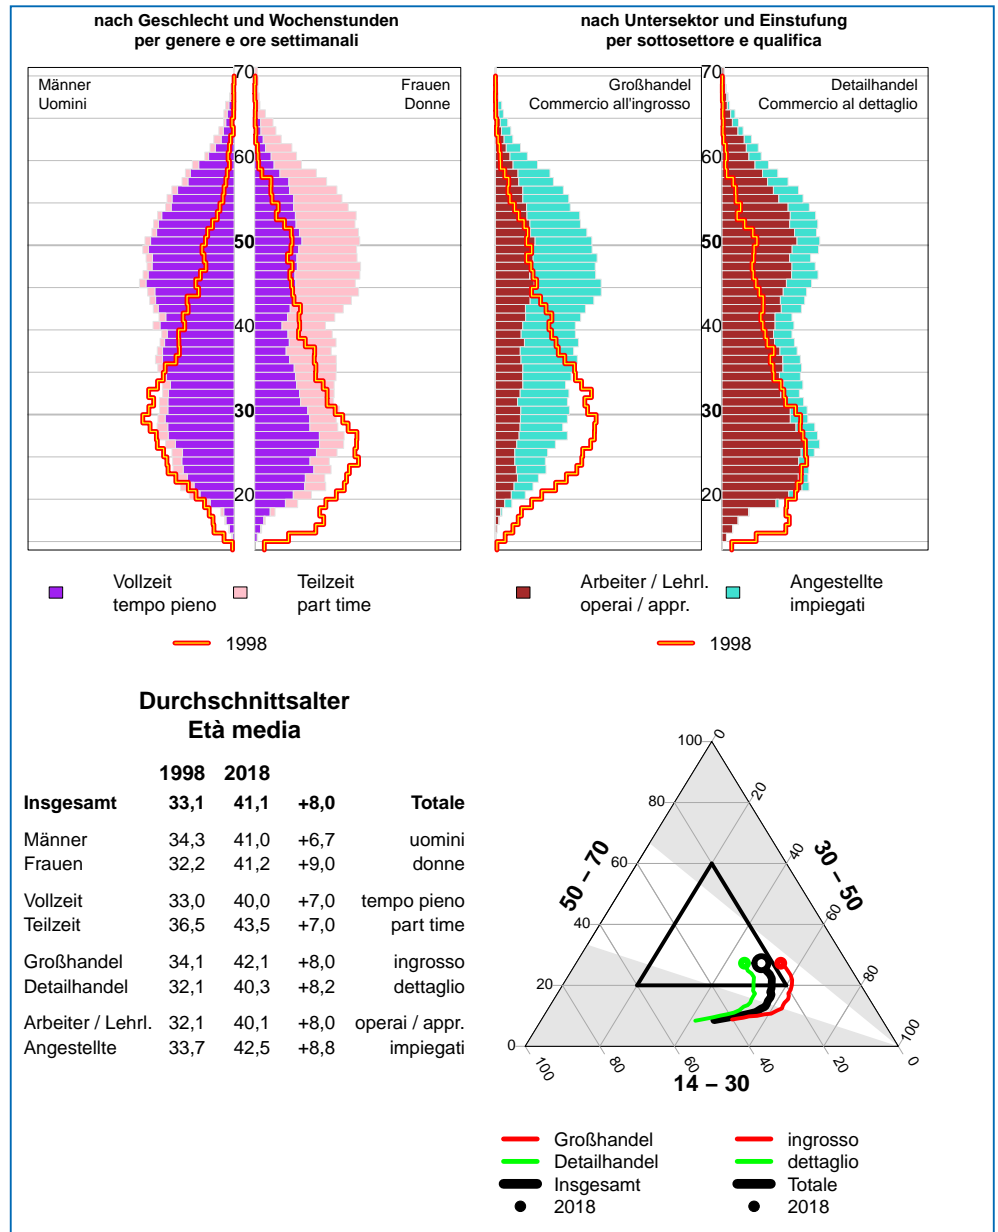 nach Geschlecht und Wochenstunden
per genere e ore settimanali
nach Untersektor und Einstufung
per sottosettore e qualifica
Männer
Uomini
70
Frauen
Donne
60
50
40
30
20
Großhandel
Commercio all'ingrosso
70
Detailhandel
Commercio al dettaglio
60
50
40
30
20
Vollzeit
tempo pieno
Teilzeit
part time
1998
Arbeiter / Lehrl.
operai / appr.
Angestellte
impiegati
1998
Durchschnittsalter
Età media
1998 2018
Insgesamt 33,1 41,1 +8,0 Totale
Männer 34,3 41,0 +6,7 uomini
Frauen 32,2 41,2 +9,0 donne
Vollzeit 33,0 40,0 +7,0 tempo pieno
Teilzeit 36,5 43,5 +7,0 part time
Großhandel 34,1 42,1 +8,0 ingrosso
Detailhandel 32,1 40,3 +8,2 dettaglio
Arbeiter / Lehrl. 32,1 40,1 +8,0 operai / appr.
Angestellte 33,7 42,5 +8,8 impiegati
100 0
80 20
60 40
40 60
20 80
0 100
50 – 70
30 – 50
100 80 60 40 20 0
14 – 30
Großhandel ingrosso
Detailhandel dettaglio
Insgesamt Totale
2018 2018